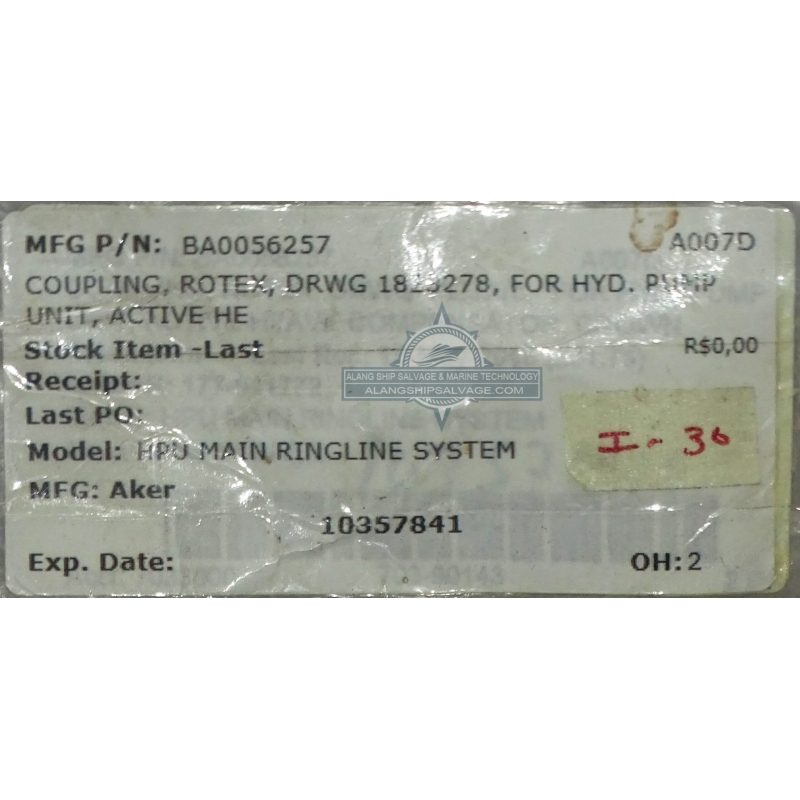 MFG P/N: BA0056257
A007D
COUPLING, ROTEX, DRWG 1823278, FOR HYD. PUMP
UNIT, ACTIVE HE
Stock Item -Last
R$0,00
Receipt:
ALANG SHIP SALVAGE & MARINE TECHNOLOGY
ALANGSHIPSALVAGE.COM
Last PO:
Model: HPU MAIN RINGLINE SYSTEM
I - 36
MFG: Aker
10357841
Exp. Date:
OH: 2